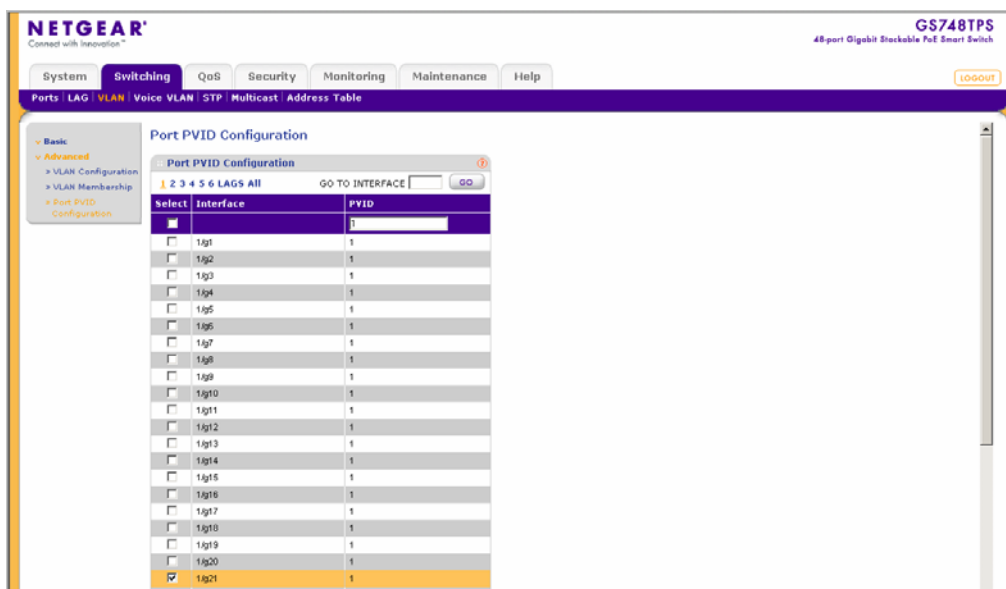 NETGEAR®
Connect with Innovation™
GS748TPS
48-port Gigabit Stackable PoE Smart Switch
System Switching QoS Security Monitoring Maintenance Help
LOGOUT
Ports LAG VLAN Voice VLAN STP Multicast Address Table
Basic
Advanced
VLAN Configuration
VLAN Membership
Port PVID
Configuration
Port PVID Configuration
Port PVID Configuration
1 2 3 4 5 6 LAGS All GO TO INTERFACE GO
Select Interface PVID
1
1/g1 1
1/g2 1
1/g3 1
1/g4 1
1/g5 1
1/g6 1
1/g7 1
1/g8 1
1/g9 1
1/g10 1
1/g11 1
1/g12 1
1/g13 1
1/g14 1
1/g15 1
1/g16 1
1/g17 1
1/g18 1
1/g19 1
1/g20 1
1/g21 1